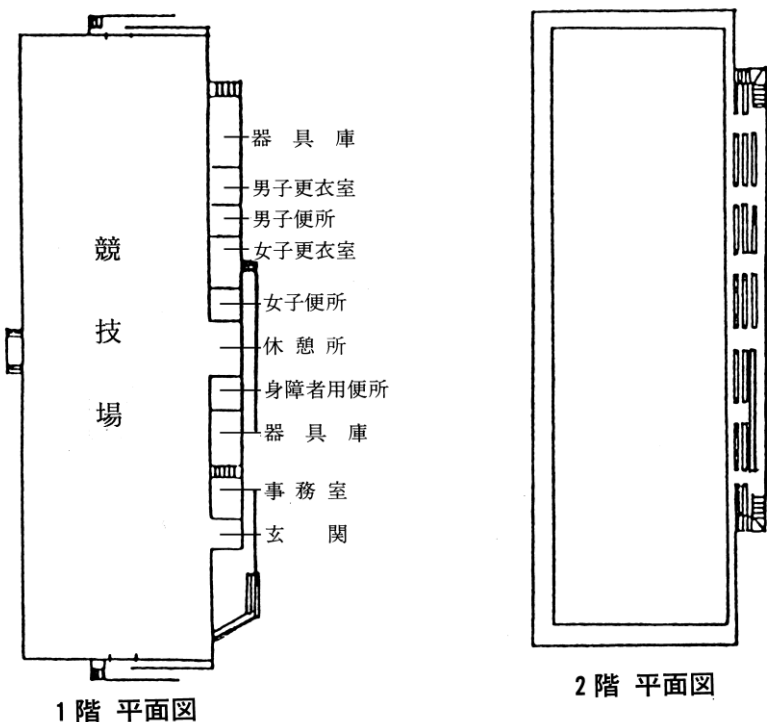 競技場
器具庫
男子更衣室
男子便所
女子更衣室
女子便所
休憩所
身障者用便所
器具庫
事務室
玄関
1階 平面図
2階 平面図